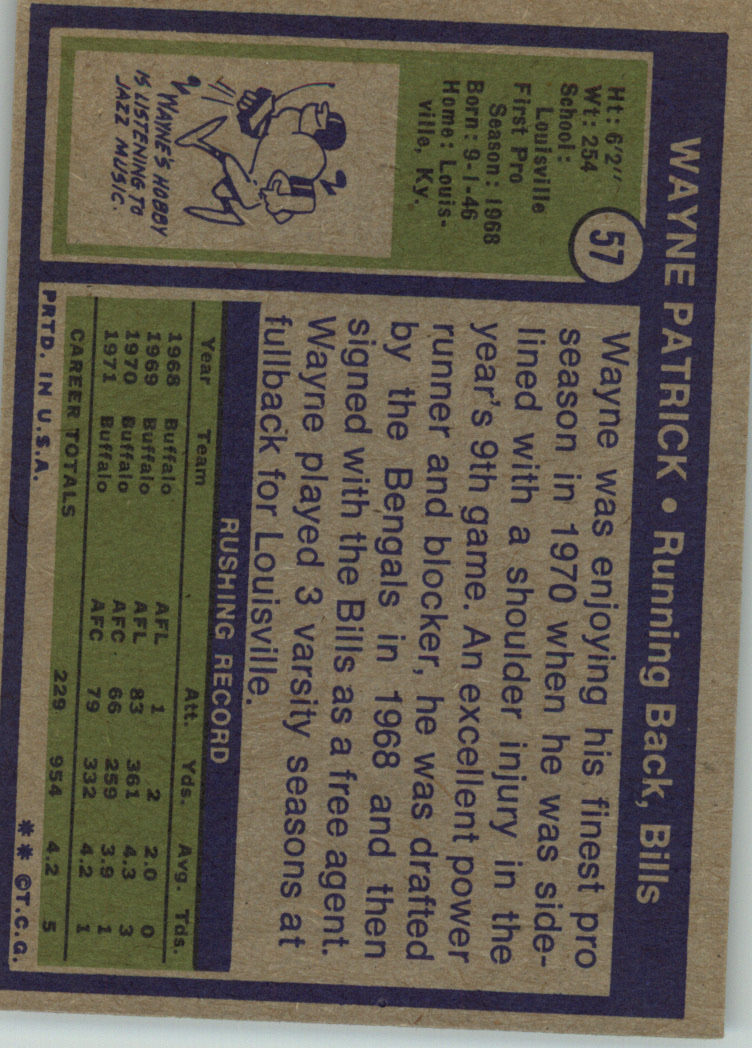 WAYNE PATRICK • Running Back, Bills
57
Ht: 6'2"
Wt: 254
School:
Louisville
First Pro
Season: 1968
Born: 9-1-46
Home: Louis-
ville, Ky.
WAYNE'S HOBBY
IS LISTENING TO
JAZZ MUSIC.
Wayne was enjoying his finest pro
season in 1970 when he was side-
lined with a shoulder injury in the
year's 9th game. An excellent power
runner and blocker, he was drafted
by the Bengals in 1968 and then
signed with the Bills as a free agent.
Wayne played 3 varsity seasons at
fullback for Louisville.
RUSHING RECORD
Year Team Att. Yds. Avg. Tds.
1968 Buffalo AFL 1 2 2.0 0
1969 Buffalo AFL 83 361 4.3 3
1970 Buffalo AFC 66 259 3.9 1
1971 Buffalo AFC 79 332 4.2 1
CAREER TOTALS 229 954 4.2 5
PRTD. IN U.S.A. ** ©T.C.G.